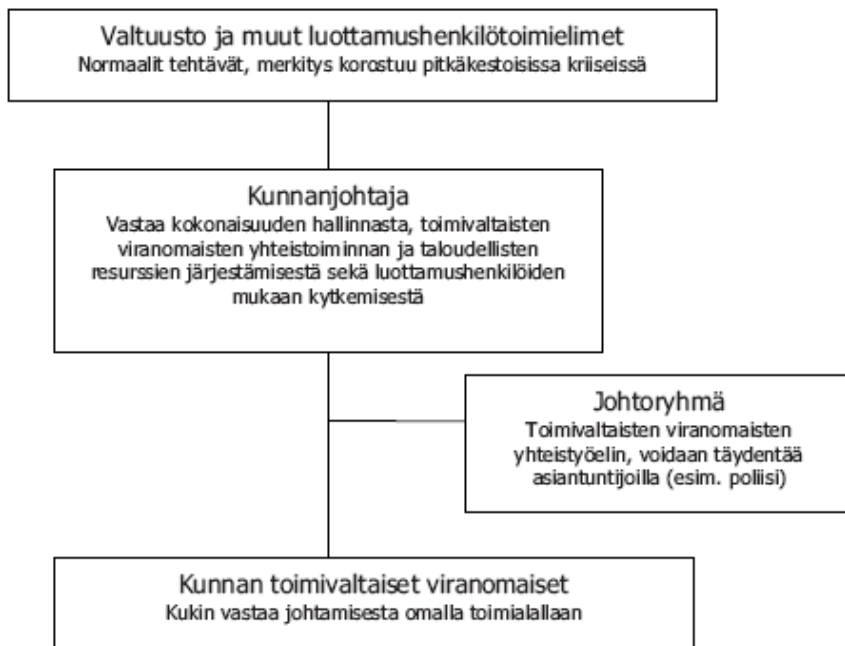 Valtuusto ja muut luottamushenkilötoimielimet
Normaalit tehtävät, merkitys korostuu pitkäkestoisissa kriiseissä
Kunnanjohtaja
Vastaa kokonaisuuden hallinnasta, toimivaltaisten
viranomaisten yhteistoiminnan ja taloudellisten
resurssien järjestämisestä sekä luottamushenkilöiden
mukaan kytkemisestä
Johtoryhmä
Toimivaltaisten viranomaisten
yhteistyöelin, voidaan täydentää
asiantuntijoilla (esim. poliisi)
Kunnan toimivaltaiset viranomaiset
Kukin vastaa johtamisesta omalla toimialallaan